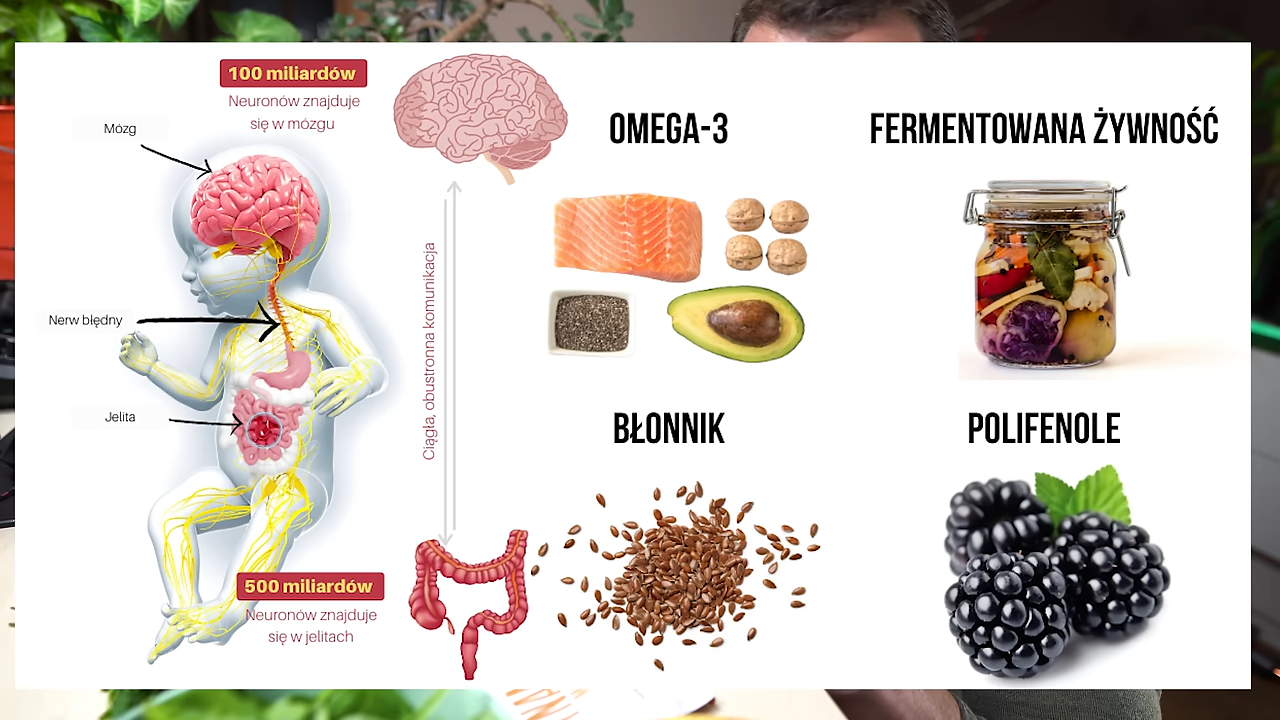 100 miliardów
Neuronów znajduje
się w mózgu
Mózg
Nerw błędny
Jelita
Ciągła, obustronna komunikacja
500 miliardów
Neuronów znajduje
się w jelitach
OMEGA-3
FERMENTOWANA ŻYWNOŚĆ
BŁONNIK
POLIFENOLE